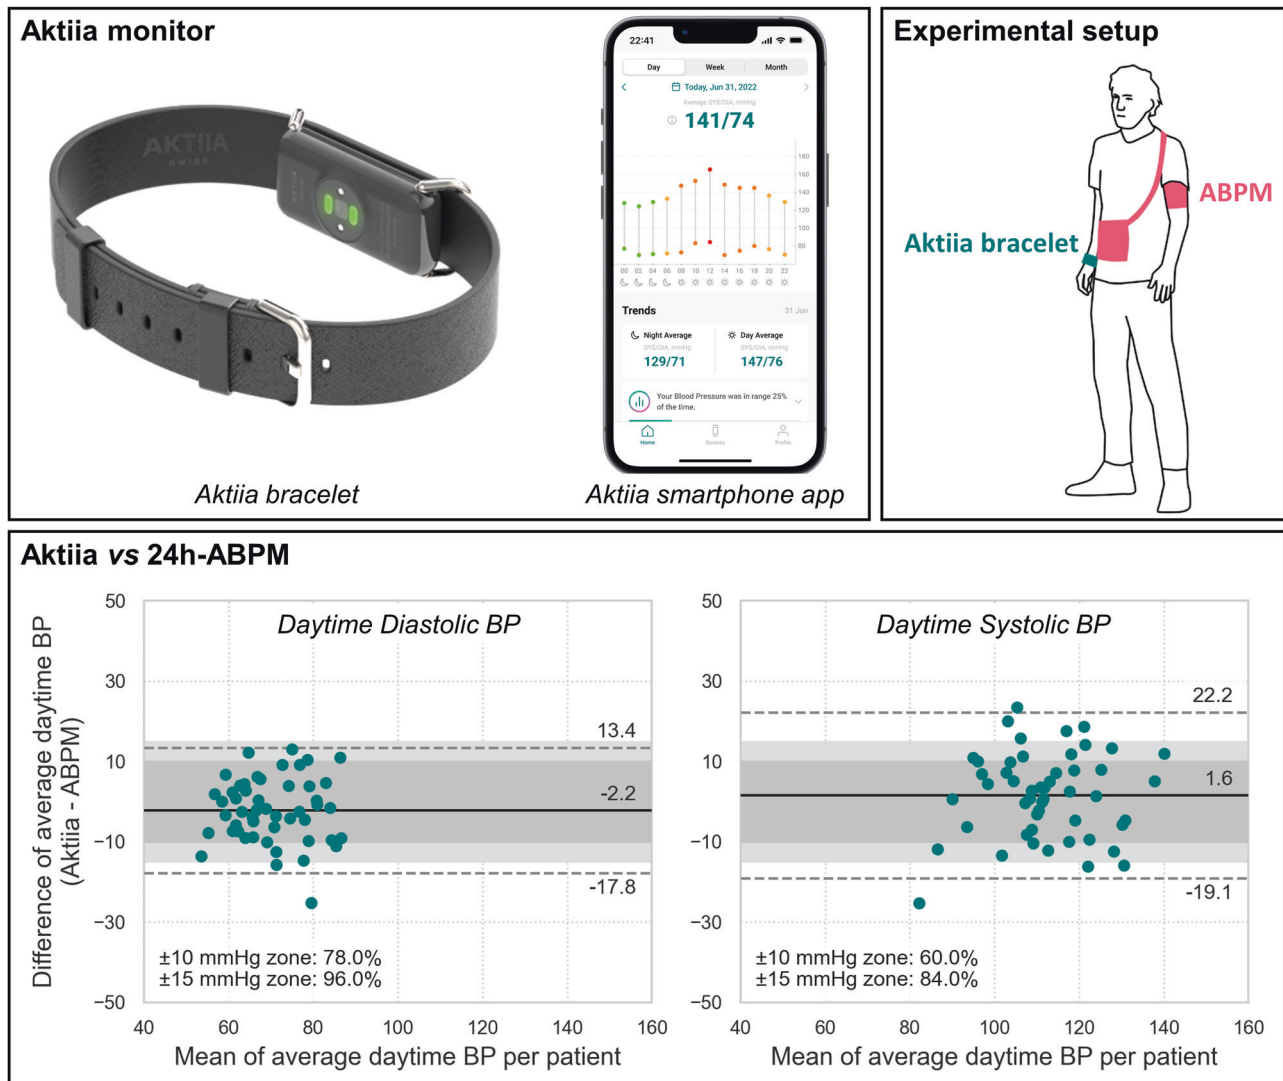 Aktiia monitor
AKTIIA
SWISS
Aktiia bracelet
22:41
Day Week Month
Today, Jun 31, 2022
Average SYS/DIA, mmHg
141/74
180
160
140
120
100
80
00 02 04 06 08 10 12 14 16 18 20 22
Trends 31 Jun
Night Average Day Average
SYS/DIA, mmHg SYS/DIA, mmHg
129/71 147/76
Your Blood Pressure was in range 25%
of the time.
Home Devices Profile
Aktiia smartphone app
Experimental setup
ABPM
Aktiia bracelet
Aktiia vs 24h-ABPM
Difference of average daytime BP
(Aktiia - ABPM)
Daytime Diastolic BP
50
30
10
−10
−30
−50
13.4
-2.2
-17.8
±10 mmHg zone: 78.0%
±15 mmHg zone: 96.0%
40 60 80 100 120 140 160
Mean of average daytime BP per patient
Daytime Systolic BP
50
30
10
−10
−30
−50
22.2
1.6
-19.1
±10 mmHg zone: 60.0%
±15 mmHg zone: 84.0%
40 60 80 100 120 140 160
Mean of average daytime BP per patient